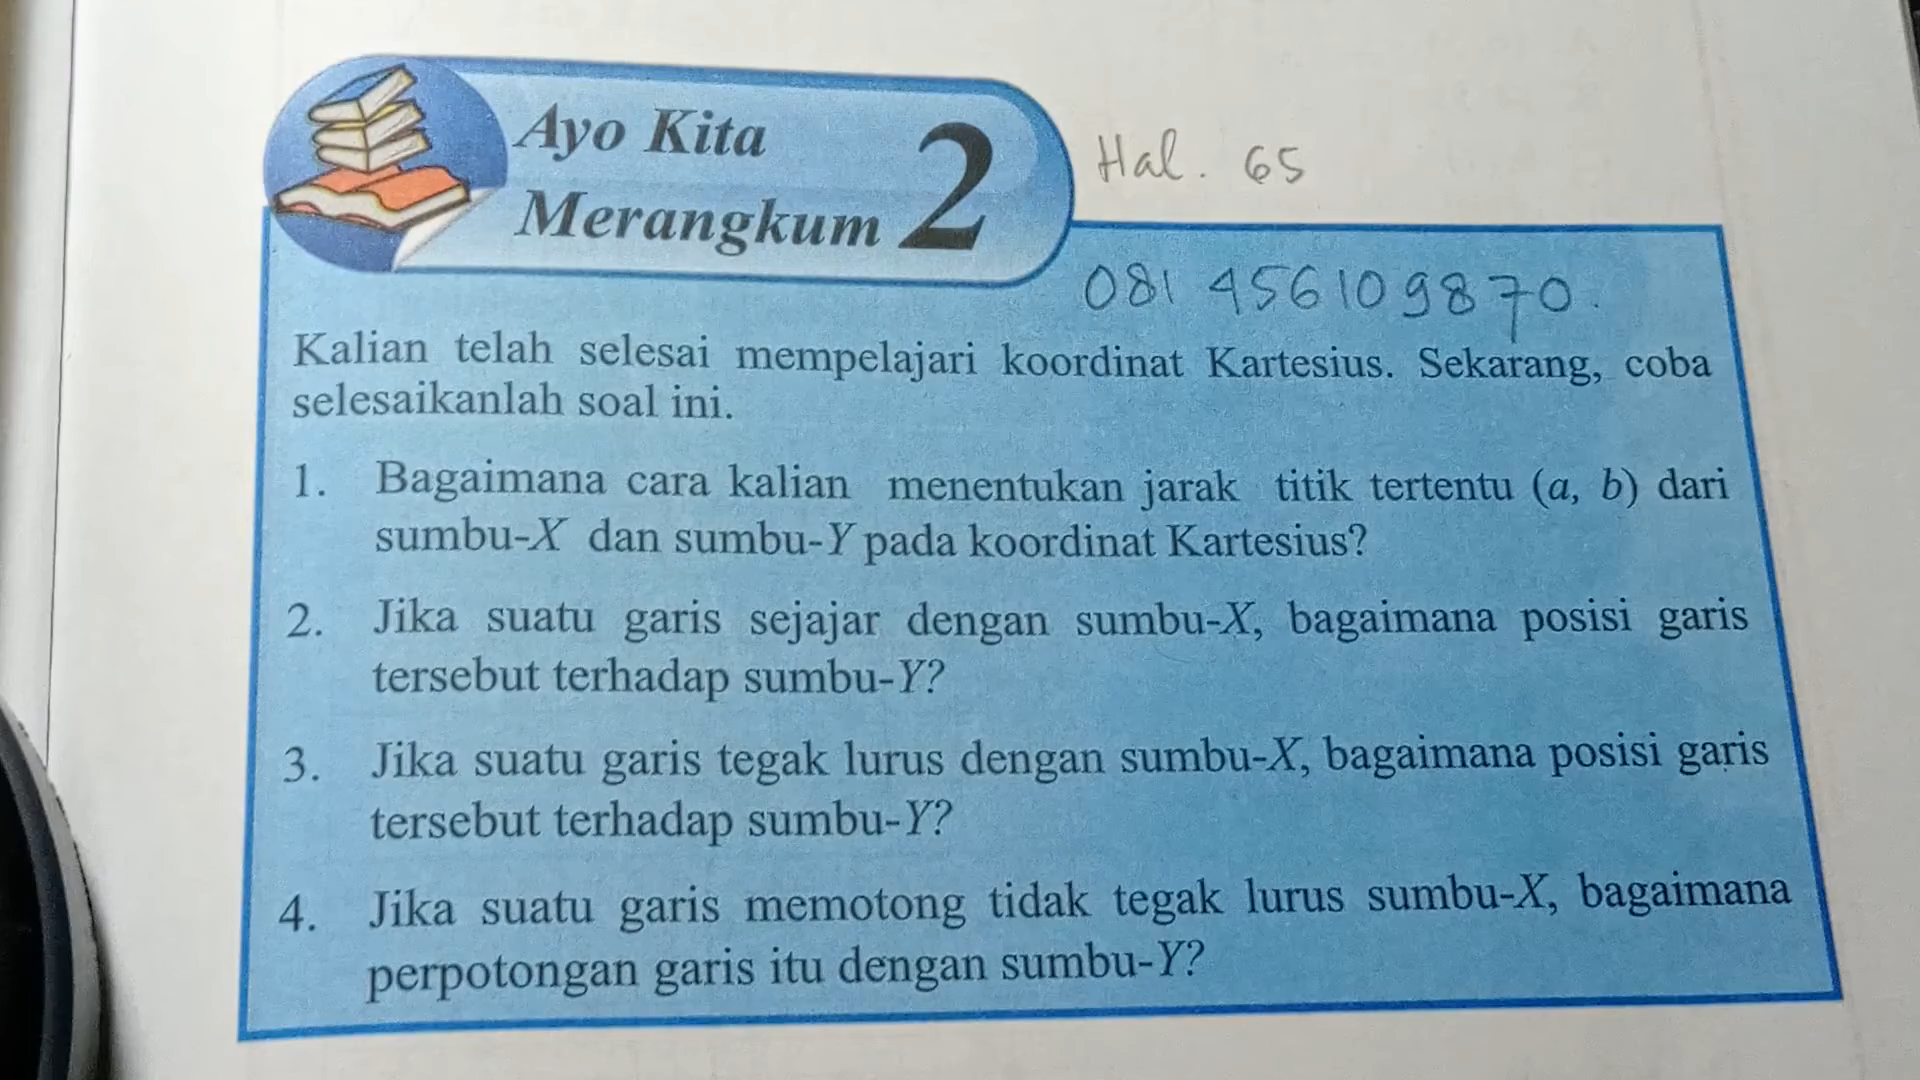 Ayo Kita
Merangkum 2
Hal. 65
081 456109870.
Kalian telah selesai mempelajari koordinat Kartesius. Sekarang, coba
selesaikanlah soal ini.
1. Bagaimana cara kalian menentukan jarak titik tertentu (a, b) dari
sumbu-X dan sumbu-Y pada koordinat Kartesius?
2. Jika suatu garis sejajar dengan sumbu-X, bagaimana posisi garis
tersebut terhadap sumbu-Y?
3. Jika suatu garis tegak lurus dengan sumbu-X, bagaimana posisi garis
tersebut terhadap sumbu-Y?
4. Jika suatu garis memotong tidak tegak lurus sumbu-X, bagaimana
perpotongan garis itu dengan sumbu-Y?